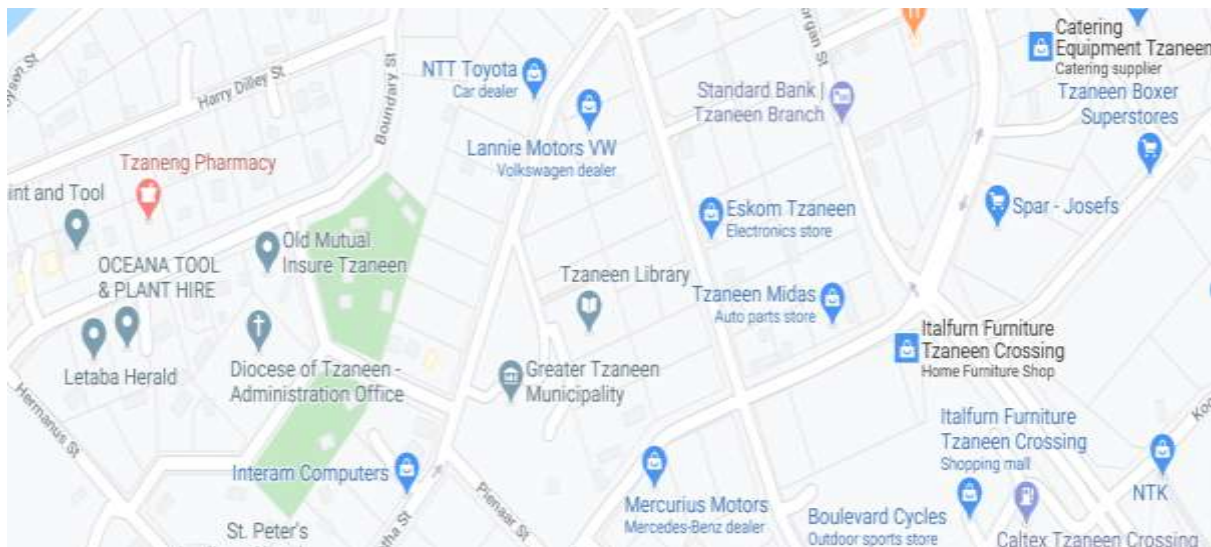 Harry Dilley St
Boundary St
NTT Toyota
Car dealer
Lannie Motors VW
Volkswagen dealer
Standard Bank |
Tzaneen Branch
Catering
Equipment Tzaneen
Catering supplier
Tzaneen Boxer
Superstores
Tzaneng Pharmacy
int and Tool
Old Mutual
Insure Tzaneen
OCEANA TOOL
& PLANT HIRE
Letaba Herald
Diocese of Tzaneen -
Administration Office
Eskom Tzaneen
Electronics store
Spar - Josefs
Tzaneen Library
Tzaneen Midas
Auto parts store
Italfurn Furniture
Tzaneen Crossing
Home Furniture Shop
Greater Tzaneen
Municipality
Hermanus St
Interam Computers
St. Peter's
Pienaar St
Mercurius Motors
Mercedes-Benz dealer
Italfurn Furniture
Tzaneen Crossing
Shopping mall
Boulevard Cycles
Outdoor sports store
NTK
Caltex Tzaneen Crossing